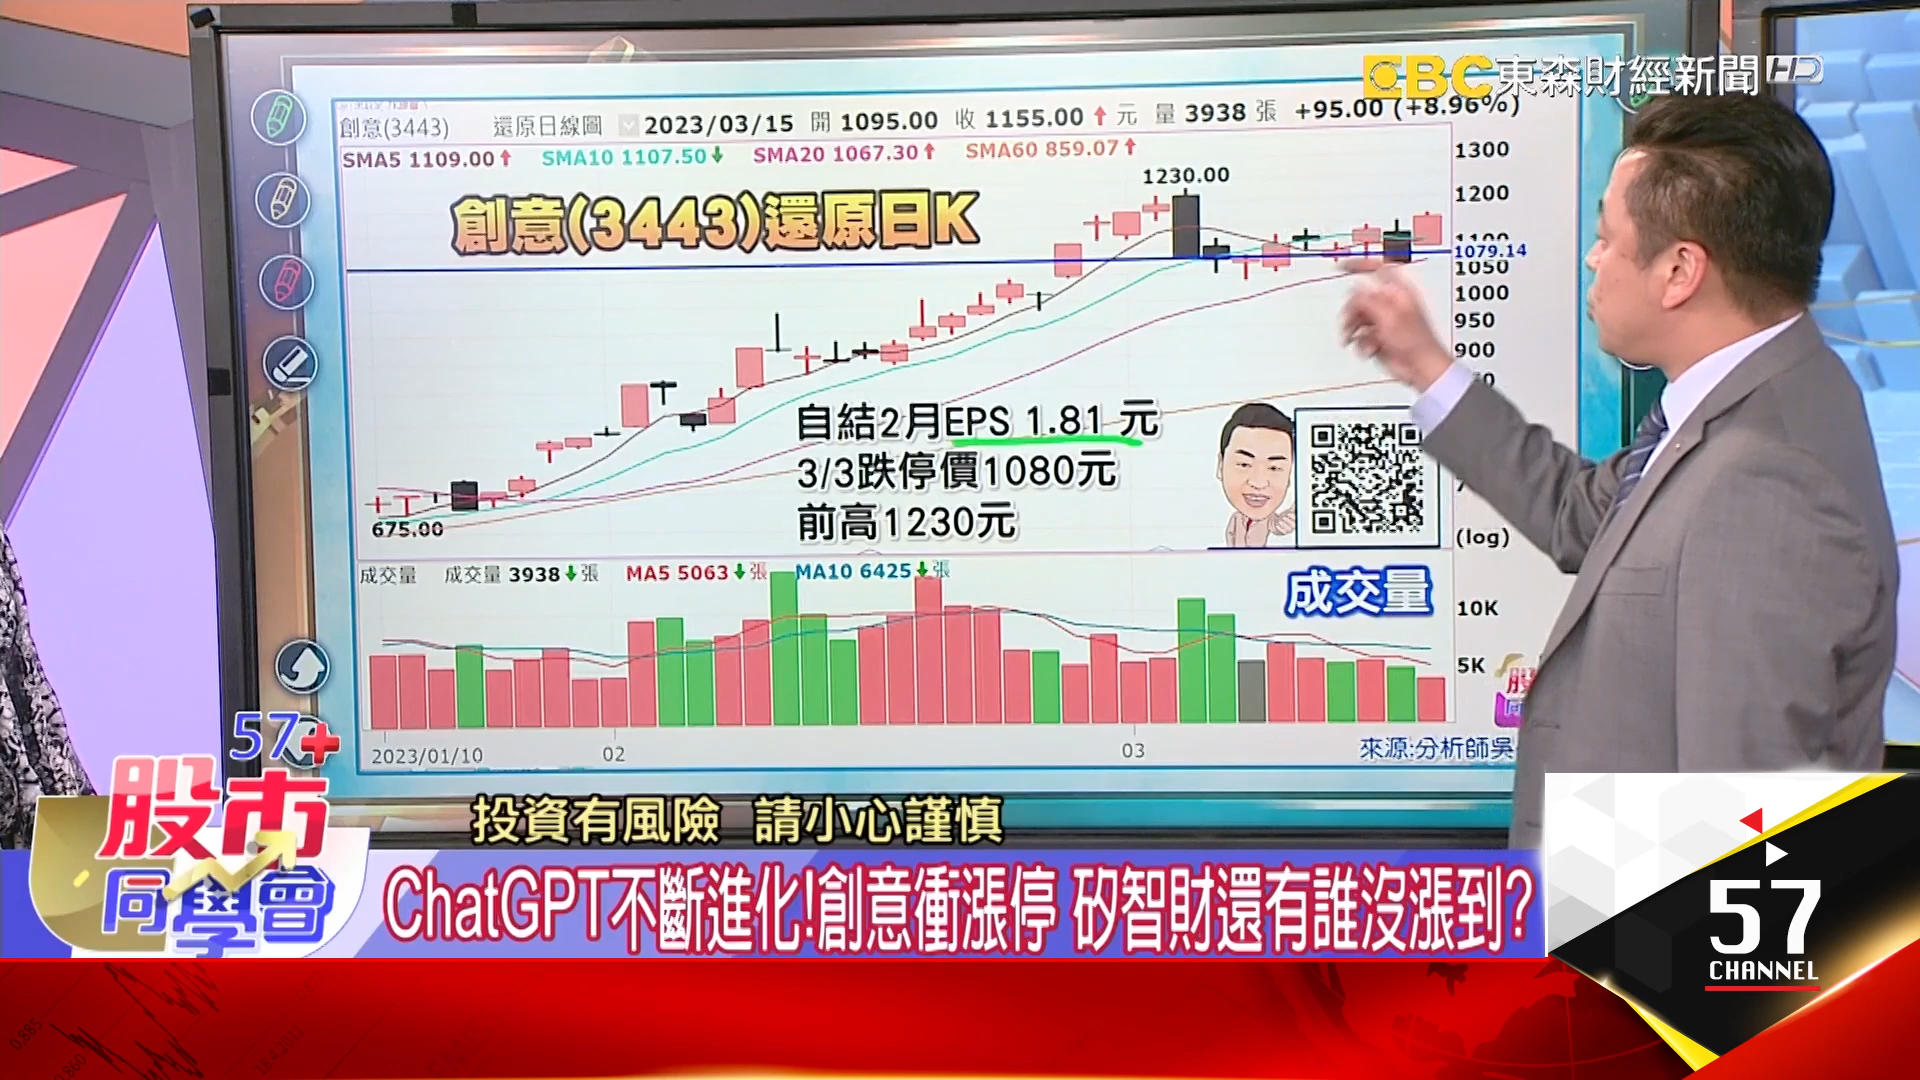 EBC東森財經新聞HD
創意(3443) 還原日線圖 2023/03/15 開 1095.00 收 1155.00↑元 量 3938 張 +95.00 (+8.96%)
SMA5 1109.00↑ SMA10 1107.50↓ SMA20 1067.30↑ SMA60 859.07↑
創意(3443)還原日K
1230.00
1300
1200
1100
1079.14
1050
1000
950
900
自結2月EPS 1.81 元
3/3跌停價1080元
前高1230元
675.00
(log)
成交量 成交量 3938↓張 MA5 5063↓張 MA10 6425↓張
成交量
10K
5K
2023/01/10 02 03
來源:分析師吳
57+
股市
同學會
投資有風險 請小心謹慎
ChatGPT不斷進化!創意衝漲停 矽智財還有誰沒漲到?
57
CHANNEL